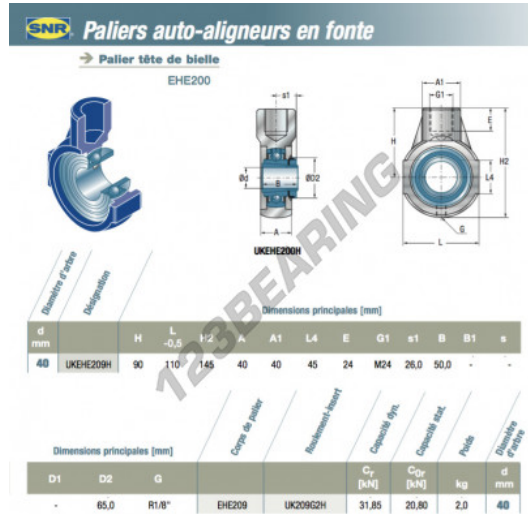 SNR Paliers auto-aligneurs en fonte
Palier tête de bielle
EHE200
s1
A1
G1
E
H
H2
L4
Ød
B
ØD2
A
G
L
UKEHE200H
123BEARING
Diamètre d'arbre
Désignation
Dimensions principales [mm]
d mm H L -0,5 H2 A A1 L4 E G1 s1 B B1 s
40 UKEHE209H 90 110 145 40 40 45 24 M24 26,0 50,0 - -
Dimensions principales [mm]
Corps de palier
Roulement-insert
Capacité dyn.
Capacité stat.
Poids
Diamètre d'arbre
D1 D2 G Cr [kN] C0r [kN] kg d mm
- 65,0 R1/8" EHE209 UK209G2H 31,85 20,80 2,0 40